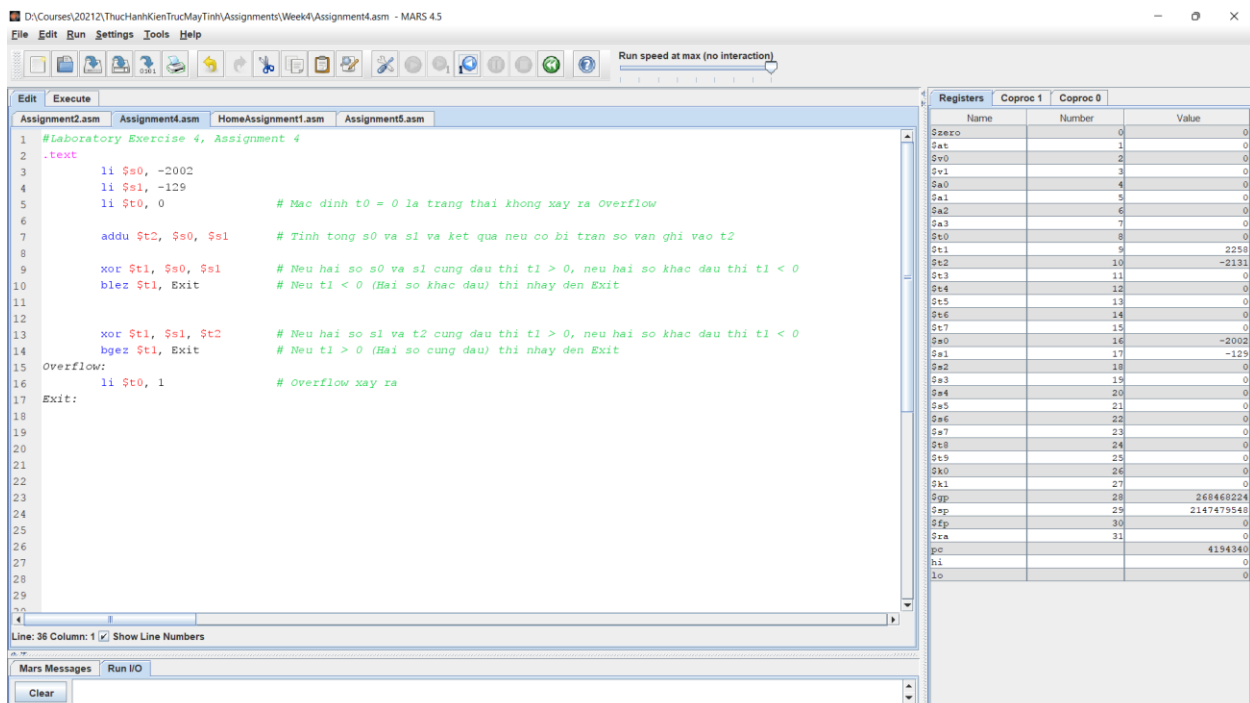 D:\Courses\20212\ThucHanhKienTrucMayTinh\Assignments\Week4\Assignment4.asm - MARS 4.5
File Edit Run Settings Tools Help
Run speed at max (no interaction)
Edit Execute
Assignment2.asm Assignment4.asm HomeAssignment1.asm Assignment5.asm
1 #Laboratory Exercise 4, Assignment 4
2 .text
3 li $s0, -2002
4 li $s1, -129
5 li $t0, 0 # Mac dinh t0 = 0 la trang thai khong xay ra Overflow
6
7 addu $t2, $s0, $s1 # Tinh tong s0 va s1 va ket qua neu co bi tran so van ghi vao t2
8
9 xor $t1, $s0, $s1 # Neu hai so s0 va s1 cung dau thi t1 > 0, neu hai so khac dau thi t1 < 0
10 blez $t1, Exit # Neu t1 < 0 (Hai so khac dau) thi nhay den Exit
11
12
13 xor $t1, $s1, $t2 # Neu hai so s1 va t2 cung dau thi t1 > 0, neu hai so khac dau thi t1 < 0
14 bgez $t1, Exit # Neu t1 > 0 (Hai so cung dau) thi nhay den Exit
15 Overflow:
16 li $t0, 1 # Overflow xay ra
17 Exit:
18
19
20
21
22
23
24
25
26
27
28
29
Line: 36 Column: 1 Show Line Numbers
Mars Messages Run I/O
Clear
Registers Coproc 1 Coproc 0
Name Number Value
$zero 0 0
$at 1 0
$v0 2 0
$v1 3 0
$a0 4 0
$a1 5 0
$a2 6 0
$a3 7 0
$t0 8 0
$t1 9 2258
$t2 10 -2131
$t3 11 0
$t4 12 0
$t5 13 0
$t6 14 0
$t7 15 0
$s0 16 -2002
$s1 17 -129
$s2 18 0
$s3 19 0
$s4 20 0
$s5 21 0
$s6 22 0
$s7 23 0
$t8 24 0
$t9 25 0
$k0 26 0
$k1 27 0
$gp 28 268468224
$sp 29 2147479548
$fp 30 0
$ra 31 0
pc 4194340
hi 0
lo 0